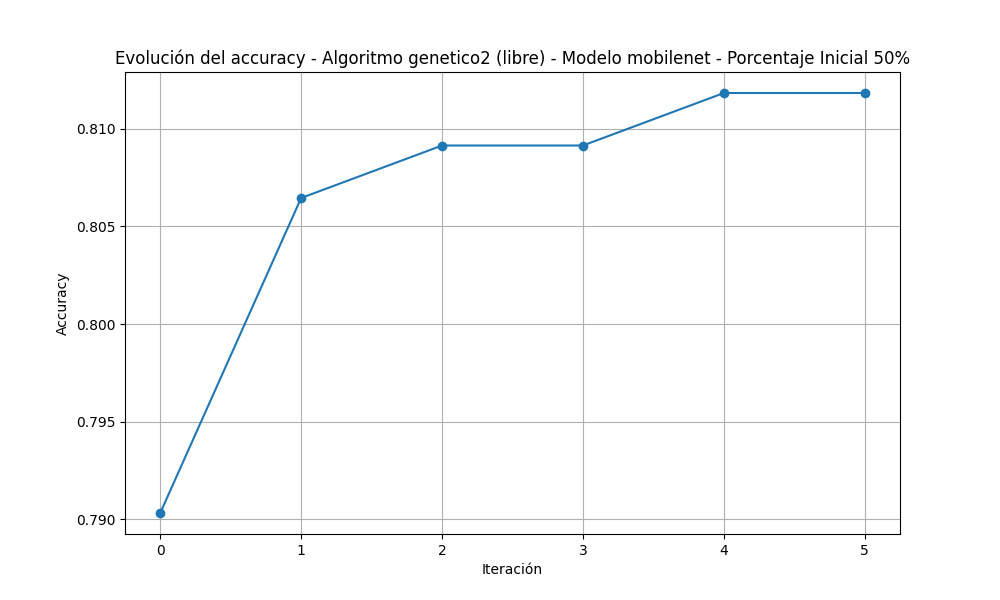 Evolución del accuracy - Algoritmo genetico2 (libre) - Modelo mobilenet - Porcentaje Inicial 50%
0.810
0.805
0.800
0.795
0.790
Accuracy
0 1 2 3 4 5
Iteración